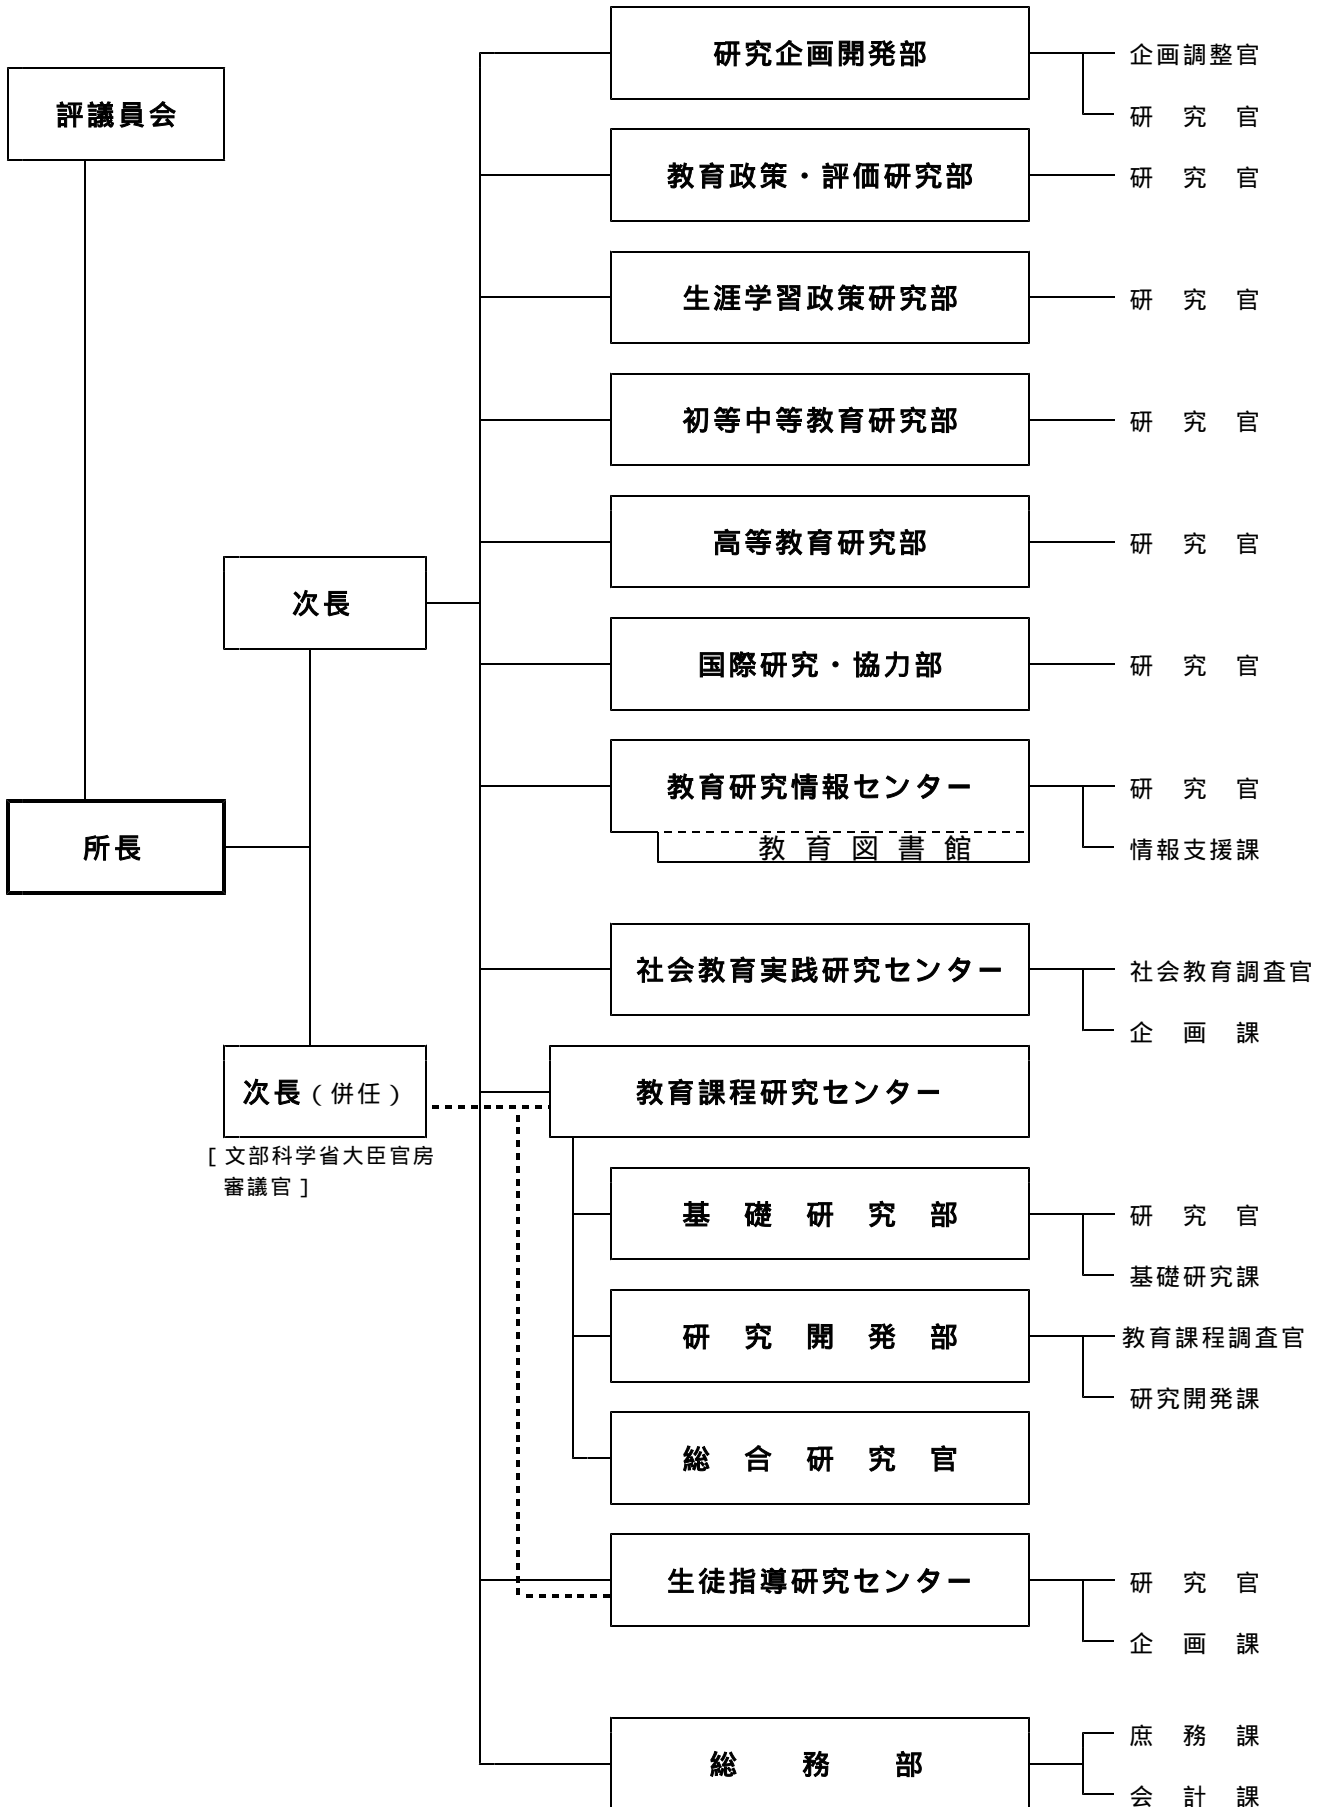 研究企画開発部
企画調整官
評議員会
研　究　官
教育政策・評価研究部
研　究　官
生涯学習政策研究部
研　究　官
初等中等教育研究部
研　究　官
高等教育研究部
研　究　官
次長
国際研究・協力部
研　究　官
教育研究情報センター
研　究　官
教育図書館
情報支援課
所長
社会教育実践研究センター
社会教育調査官
企　画　課
次長（併任）
教育課程研究センター
[文部科学省大臣官房
審議官]
基　礎　研　究　部
研　究　官
基礎研究課
研　究　開　発　部
教育課程調査官
研究開発課
総　合　研　究　官
生徒指導研究センター
研　究　官
企　画　課
総　務　部
庶　務　課
会　計　課